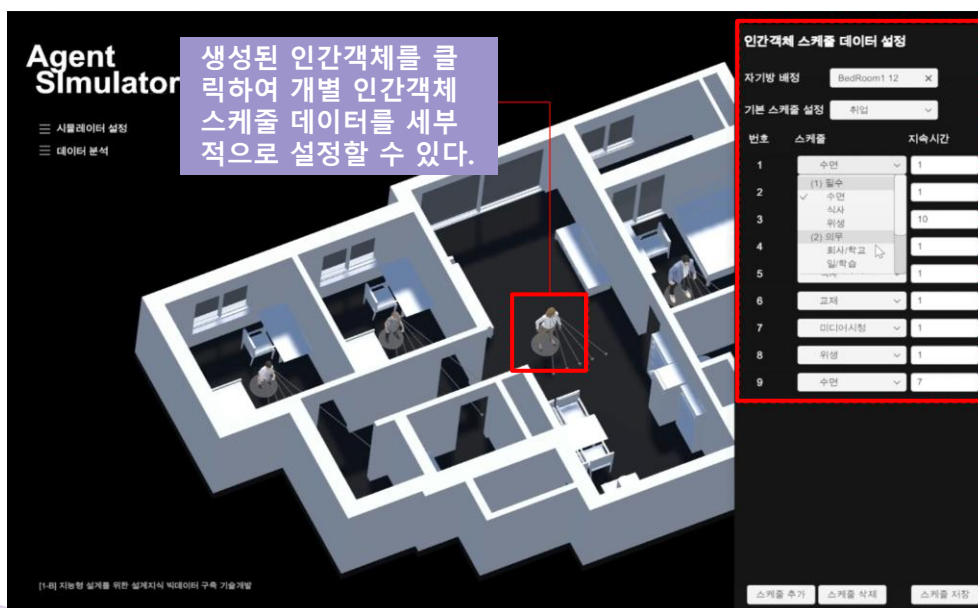 Agent
SImulator
시뮬레이터 설정
데이터 분석
생성된 인간객체를 클
릭하여 개별 인간객체
스케줄 데이터를 세부
적으로 설정할 수 있다.
인간객체 스케줄 데이터 설정
자기방 배정 BedRoom1 12 ×
기본 스케줄 설정 취업
번호 스케줄 지속시간
1 수면 1
(1) 필수
✓ 수면
식사
위생
(2) 의무
회사/학교
일/학습
2 1
3 10
4 1
5 1
6 교제 1
7 미디어시청 1
8 위생 1
9 수면 7
스케줄 추가 스케줄 삭제 스케줄 저장
[1-B] 지능형 설계를 위한 설계지식 빅데이터 구축 기술개발